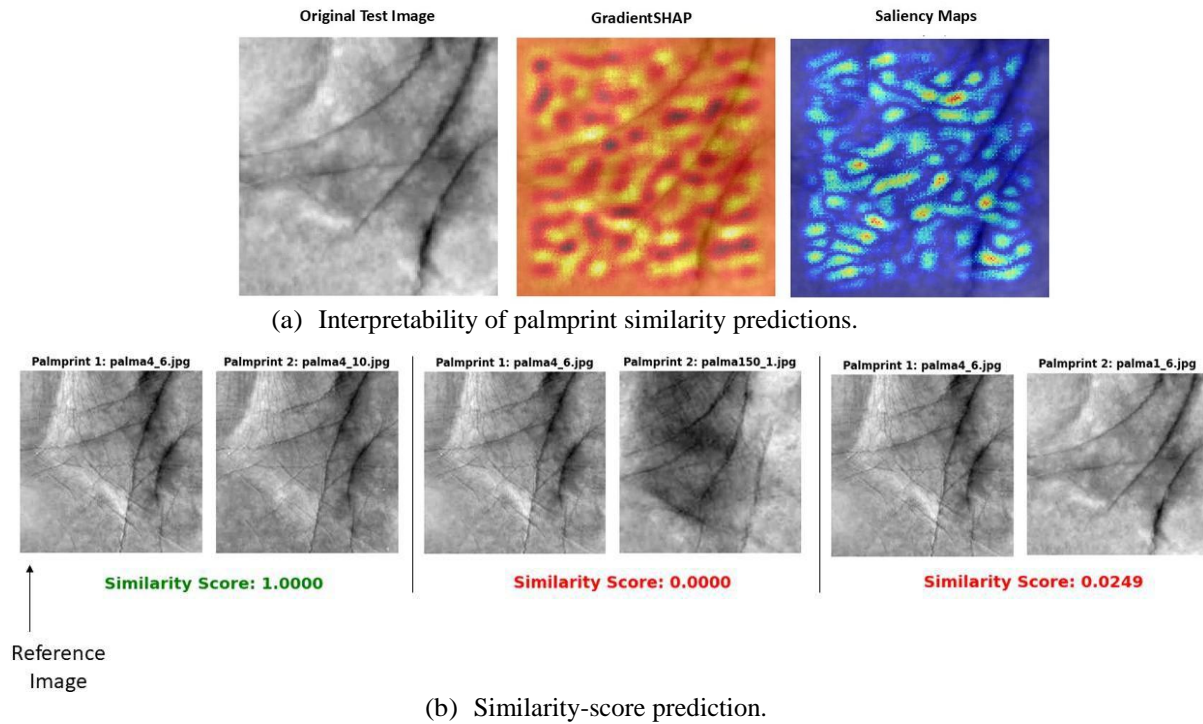 Original Test Image
GradientSHAP
Saliency Maps
(a) Interpretability of palmprint similarity predictions.
Palmprint 1: palma4_6.jpg
Palmprint 2: palma4_10.jpg
Palmprint 1: palma4_6.jpg
Palmprint 2: palma150_1.jpg
Palmprint 1: palma4_6.jpg
Palmprint 2: palma1_6.jpg
Similarity Score: 1.0000
Similarity Score: 0.0000
Similarity Score: 0.0249
Reference
Image
(b) Similarity-score prediction.